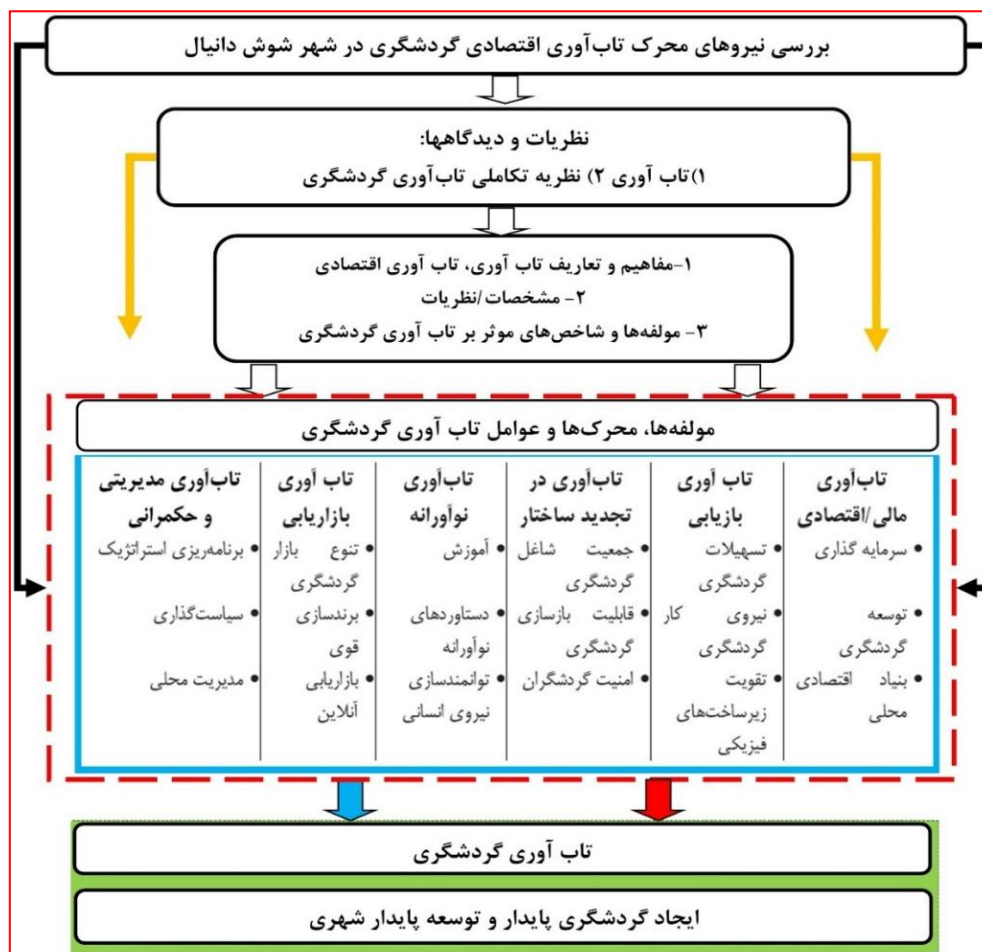 بررسی نیروهای محرک تاب‌آوری اقتصادی گردشگری در شهر شوش دانیال
نظریات و دیدگاهها:
۱)تاب آوری ۲) نظریه تکاملی تاب‌آوری گردشگری
۱-مفاهیم و تعاریف تاب آوری، تاب آوری اقتصادی
۲- مشخصات/نظریات
۳- مولفه‌ها و شاخص‌های موثر بر تاب آوری گردشگری
مولفه‌ها، محرک‌ها و عوامل تاب آوری گردشگری
تاب‌آوری
مالی/اقتصادی
• سرمایه گذاری
• توسعه
گردشگری
• بنیاد اقتصادی
محلی
تاب آوری
بازیابی
• تسهیلات
گردشگری
• نیروی کار
گردشگری
• تقویت
زیرساخت‌های
فیزیکی
تاب‌آوری در
تجدید ساختار
• جمعیت شاغل
گردشگری
• قابلیت بازسازی
گردشگری
• امنیت گردشگران
تاب‌آوری
نوآورانه
• آموزش
• دستاوردهای
نوآورانه
• توانمندسازی
نیروی انسانی
تاب آوری
بازاریابی
• تنوع بازار
گردشگری
• برندسازی
قوی
• بازاریابی
آنلاین
تاب‌آوری مدیریتی
و حکمرانی
• برنامه‌ریزی استراتژیک
• سیاست‌گذاری
• مدیریت محلی
تاب آوری گردشگری
ایجاد گردشگری پایدار و توسعه پایدار شهری